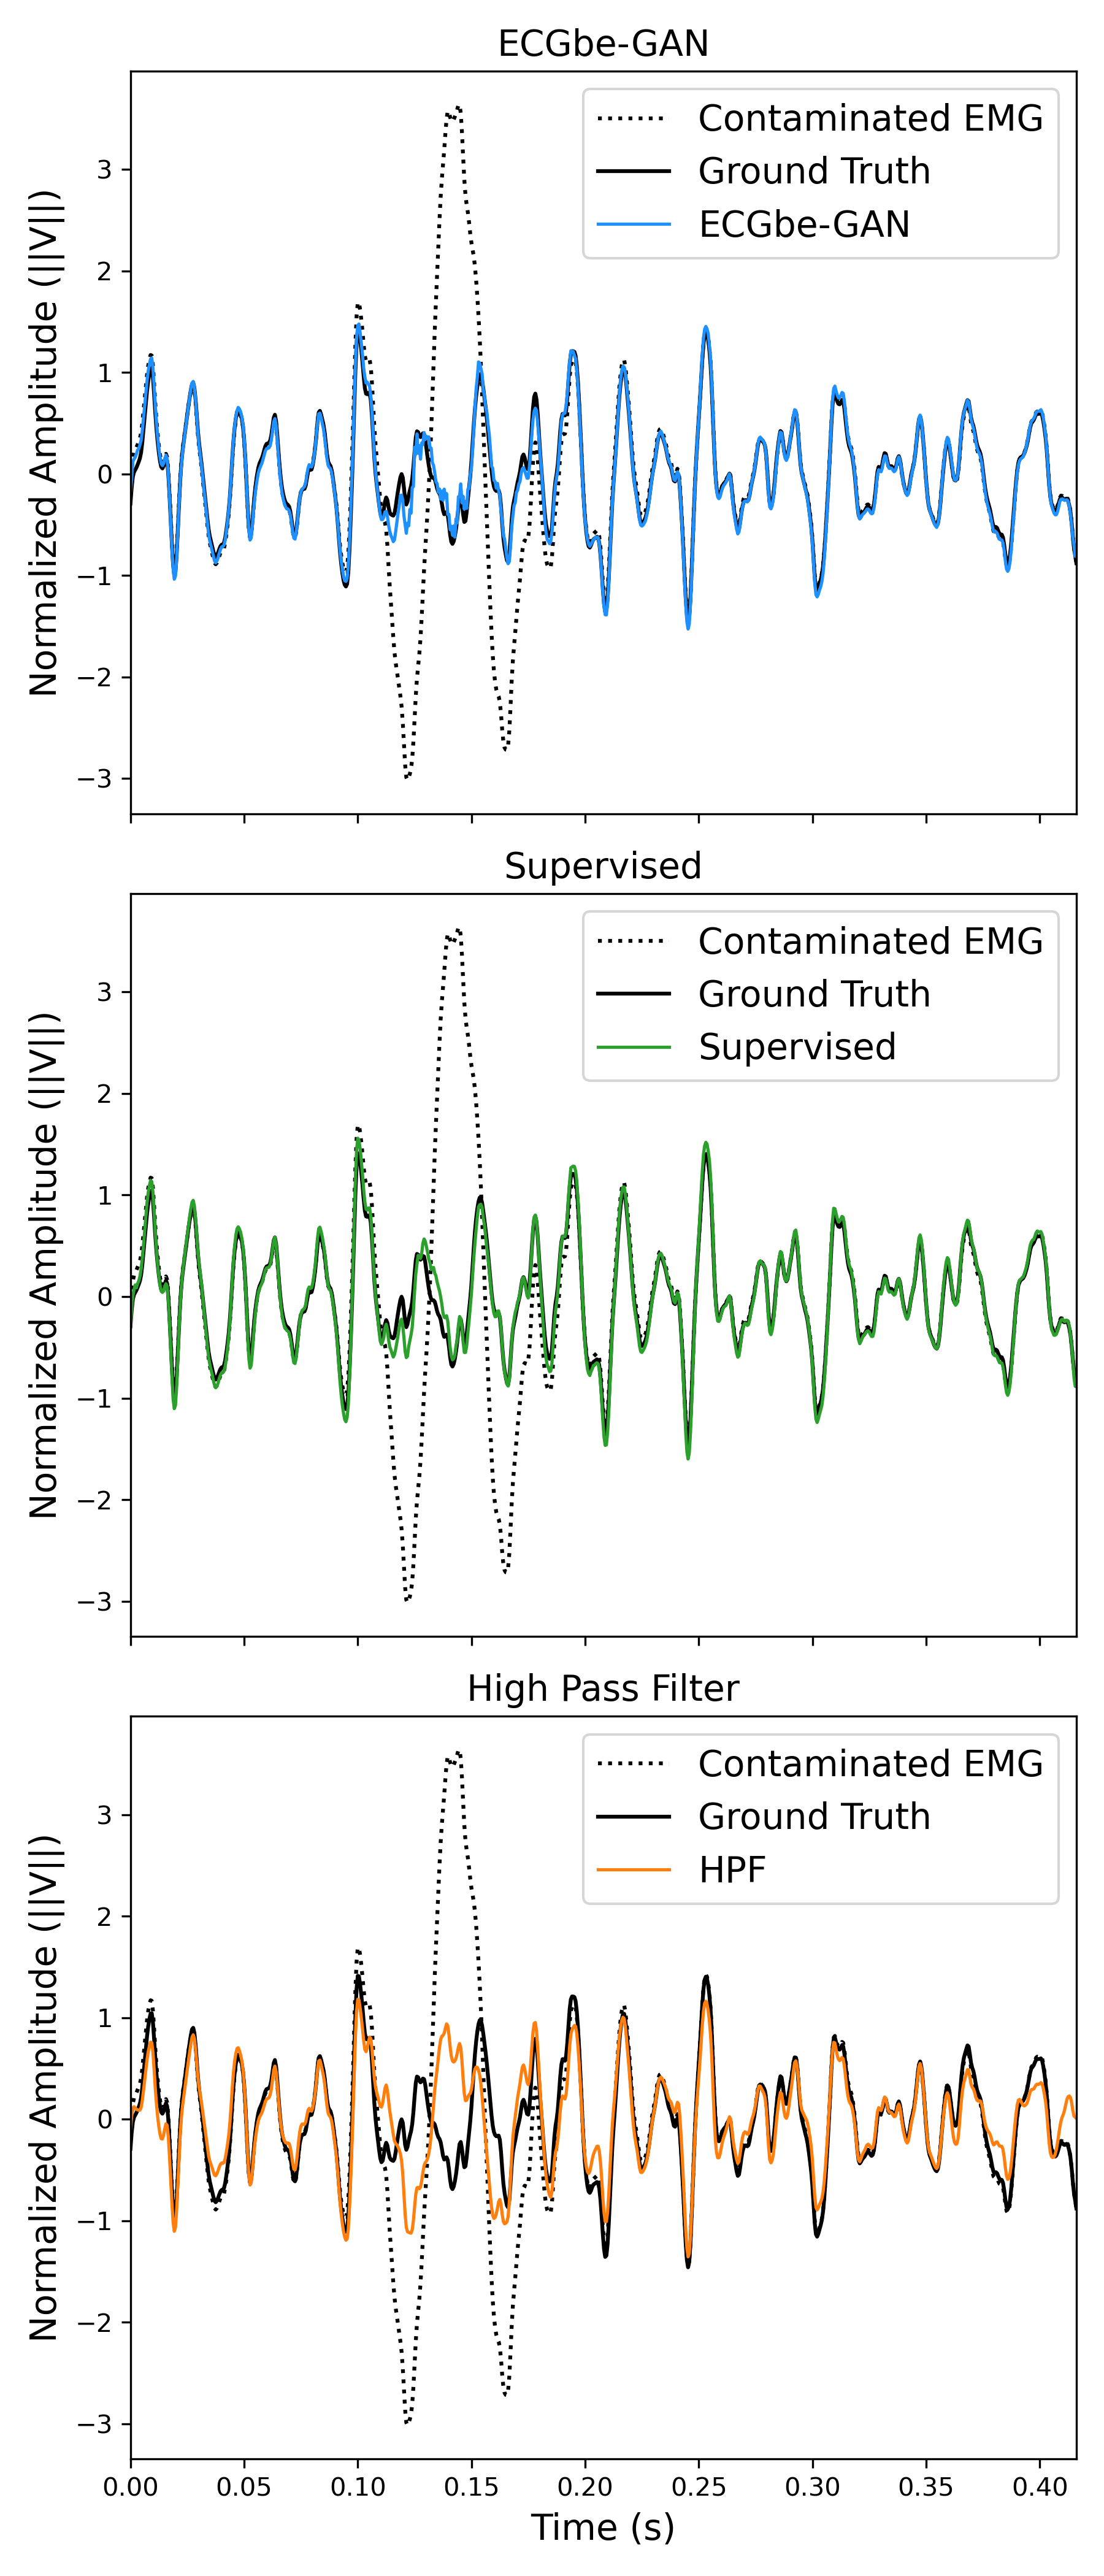 ECGbe-GAN
Contaminated EMG
Ground Truth
ECGbe-GAN
Normalized Amplitude (||V||)
3
2
1
0
−1
−2
−3
Supervised
Contaminated EMG
Ground Truth
Supervised
Normalized Amplitude (||V||)
3
2
1
0
−1
−2
−3
High Pass Filter
Contaminated EMG
Ground Truth
HPF
Normalized Amplitude (||V||)
3
2
1
0
−1
−2
−3
0.00 0.05 0.10 0.15 0.20 0.25 0.30 0.35 0.40
Time (s)